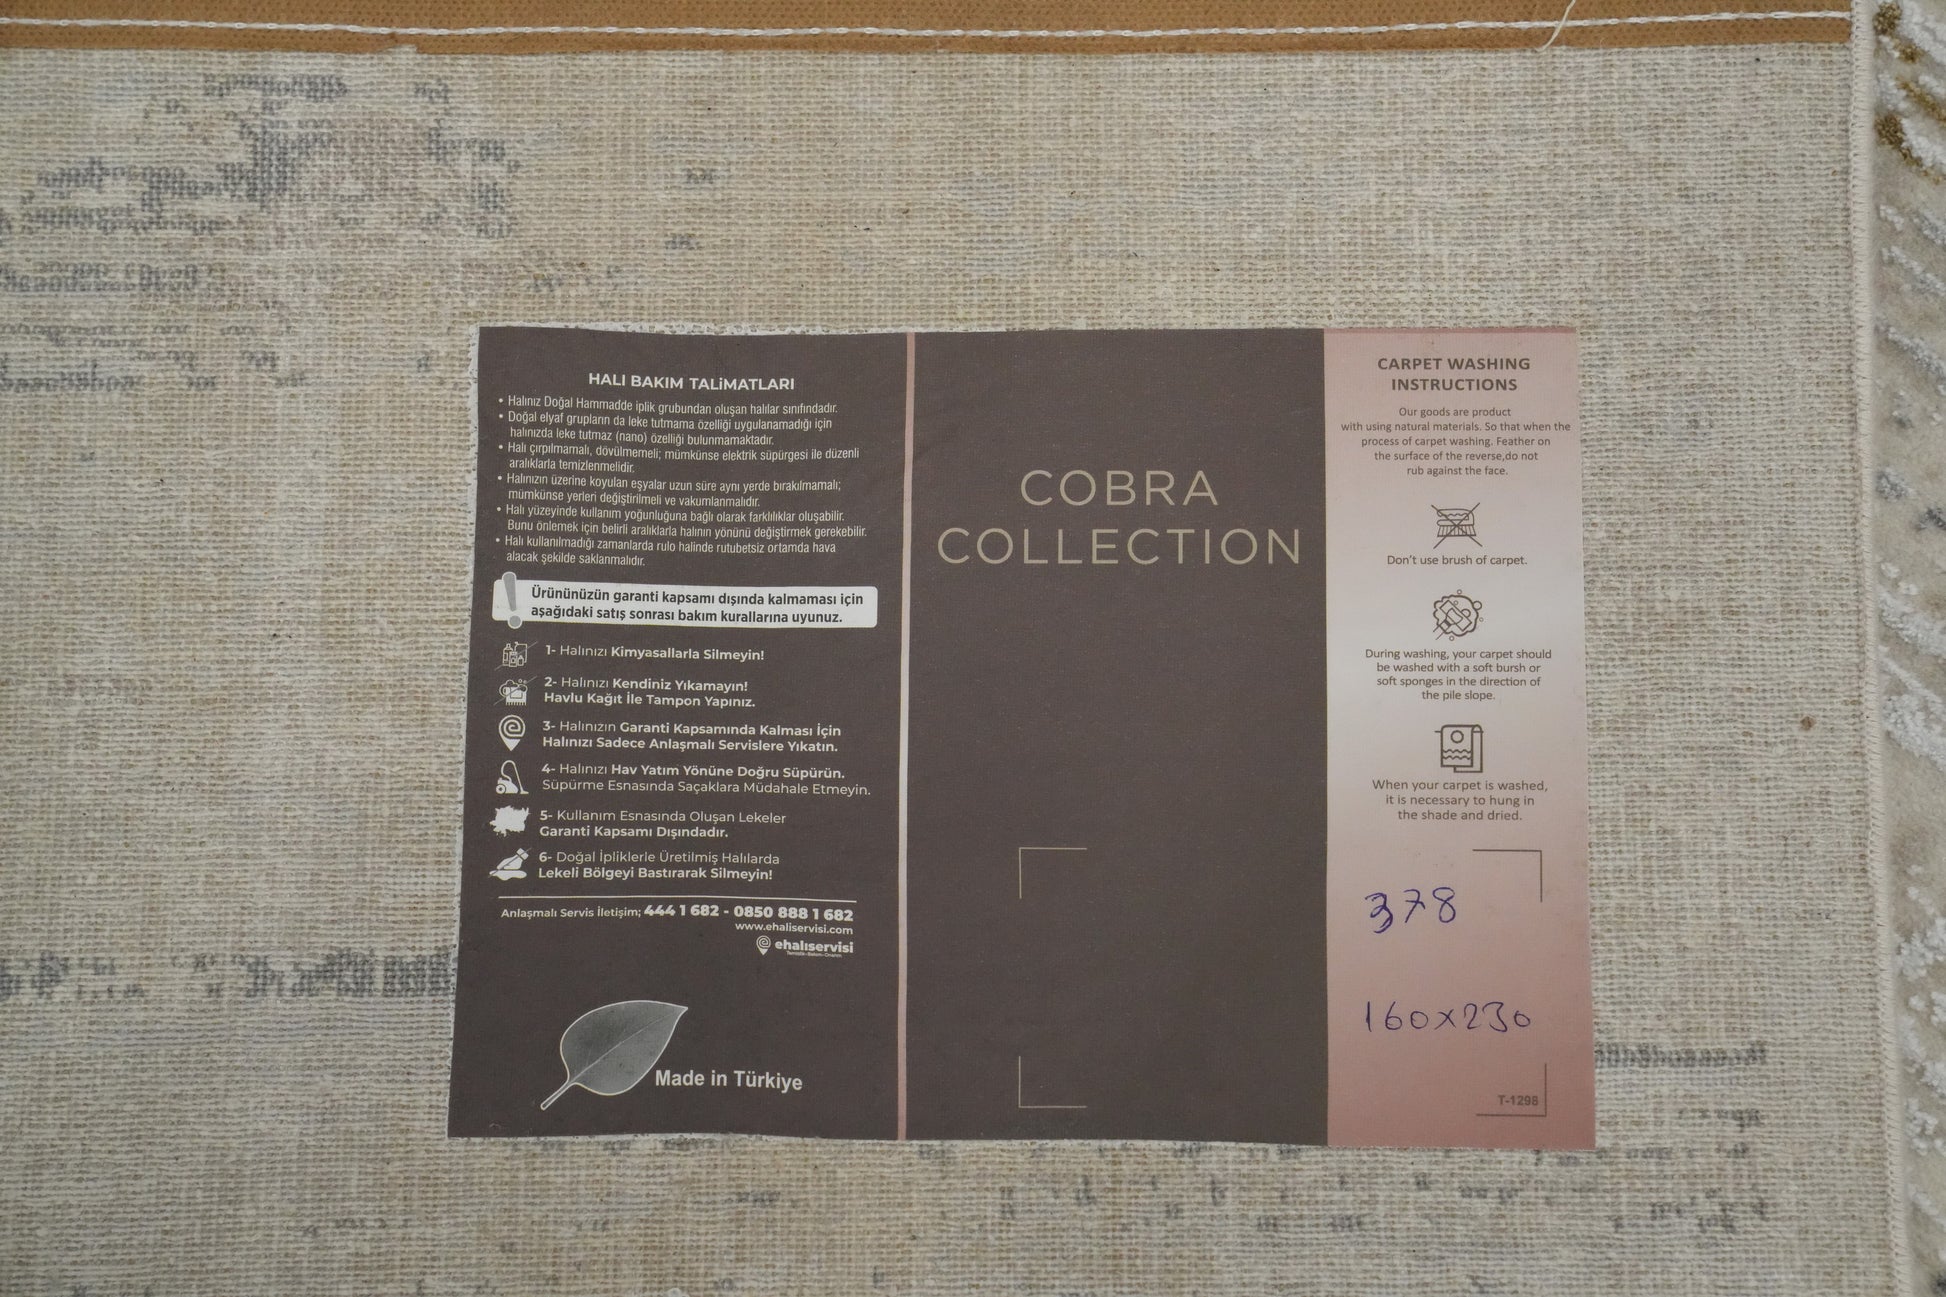 HALI BAKIM TALiMATLARI
• Halınız Doğal Hammadde iplik grubundan oluşan halılar sınıfındadır.
• Doğal elyaf grupların da leke tutmama özelliği uygulanamadığı için
halınızda leke tutmaz (nano) özelliği bulunmamaktadır.
• Halı çırpılmamalı, dövülmemeli; mümkünse elektrik süpürgesi ile düzenli
aralıklarla temizlenmelidir.
• Halınızın üzerine koyulan eşyalar uzun süre aynı yerde bırakılmamalı;
mümkünse yerleri değiştirilmeli ve vakumlanmalıdır.
• Halı yüzeyinde kullanım yoğunluğuna bağlı olarak farklılıklar oluşabilir.
Bunu önlemek için belirli aralıklarla halının yönünü değiştirmek gerekebilir.
• Halı kullanılmadığı zamanlarda rulo halinde rutubetsiz ortamda hava
alacak şekilde saklanmalıdır.
Ürününüzün garanti kapsamı dışında kalmaması için
aşağıdaki satış sonrası bakım kurallarına uyunuz.
1- Halınızı Kimyasallarla Silmeyin!
2- Halınızı Kendiniz Yıkamayın!
Havlu Kağıt İle Tampon Yapınız.
3- Halınızın Garanti Kapsamında Kalması İçin
Halınızı Sadece Anlaşmalı Servislere Yıkatın.
4- Halınızı Hav Yatım Yönüne Doğru Süpürün.
Süpürme Esnasında Saçaklara Müdahale Etmeyin.
5- Kullanım Esnasında Oluşan Lekeler
Garanti Kapsamı Dışındadır.
6- Doğal İpliklerle Üretilmiş Halılarda
Lekeli Bölgeyi Bastırarak Silmeyin!
Anlaşmalı Servis İletişim; 444 1 682 - 0850 888 1 682
www.ehaliservisi.com
ehalıservisi
Temizlik-Bakım-Onarım
Made in Türkiye
COBRA
COLLECTION
CARPET WASHING
INSTRUCTIONS
Our goods are product
with using natural materials. So that when the
process of carpet washing. Feather on
the surface of the reverse,do not
rub against the face.
Don't use brush of carpet.
During washing, your carpet should
be washed with a soft bursh or
soft sponges in the direction of
the pile slope.
When your carpet is washed,
it is necessary to hung in
the shade and dried.
378
160x230
T-1298